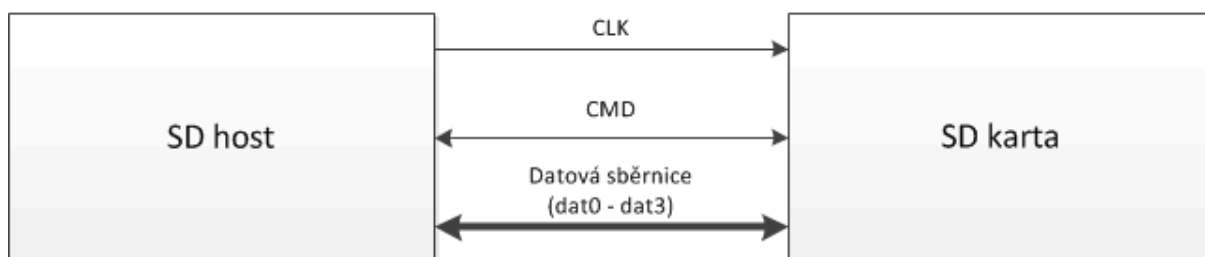 CLK
SD host
CMD
SD karta
Datová sběrnice
(dat0 - dat3)